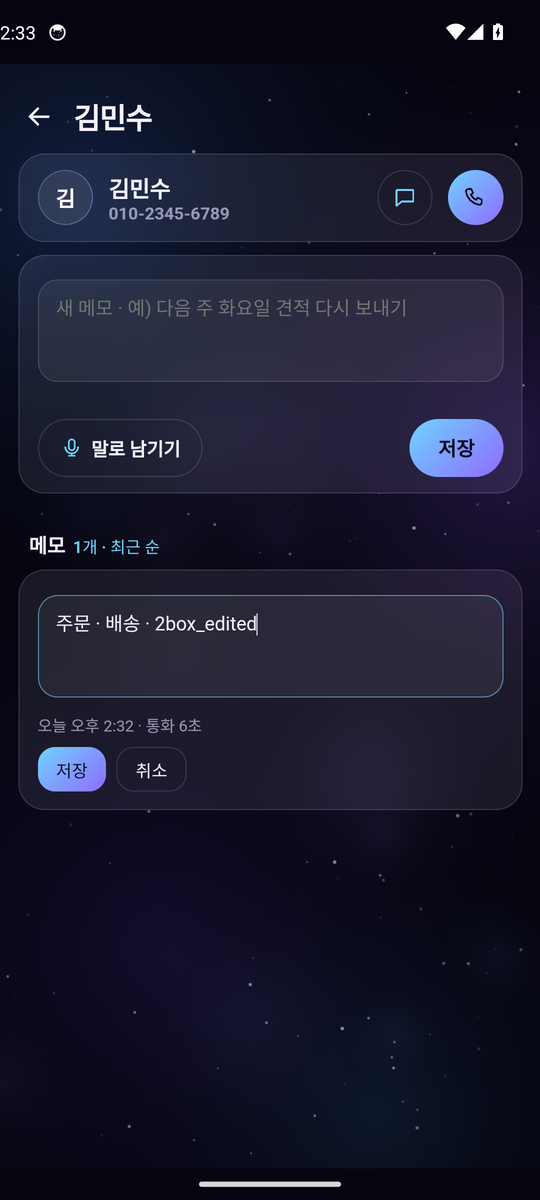 2:33
김민수
김
김민수
010-2345-6789
새 메모 · 예) 다음 주 화요일 견적 다시 보내기
말로 남기기
저장
메모 1개 · 최근 순
주문 · 배송 · 2box_edited
오늘 오후 2:32 · 통화 6초
저장
취소